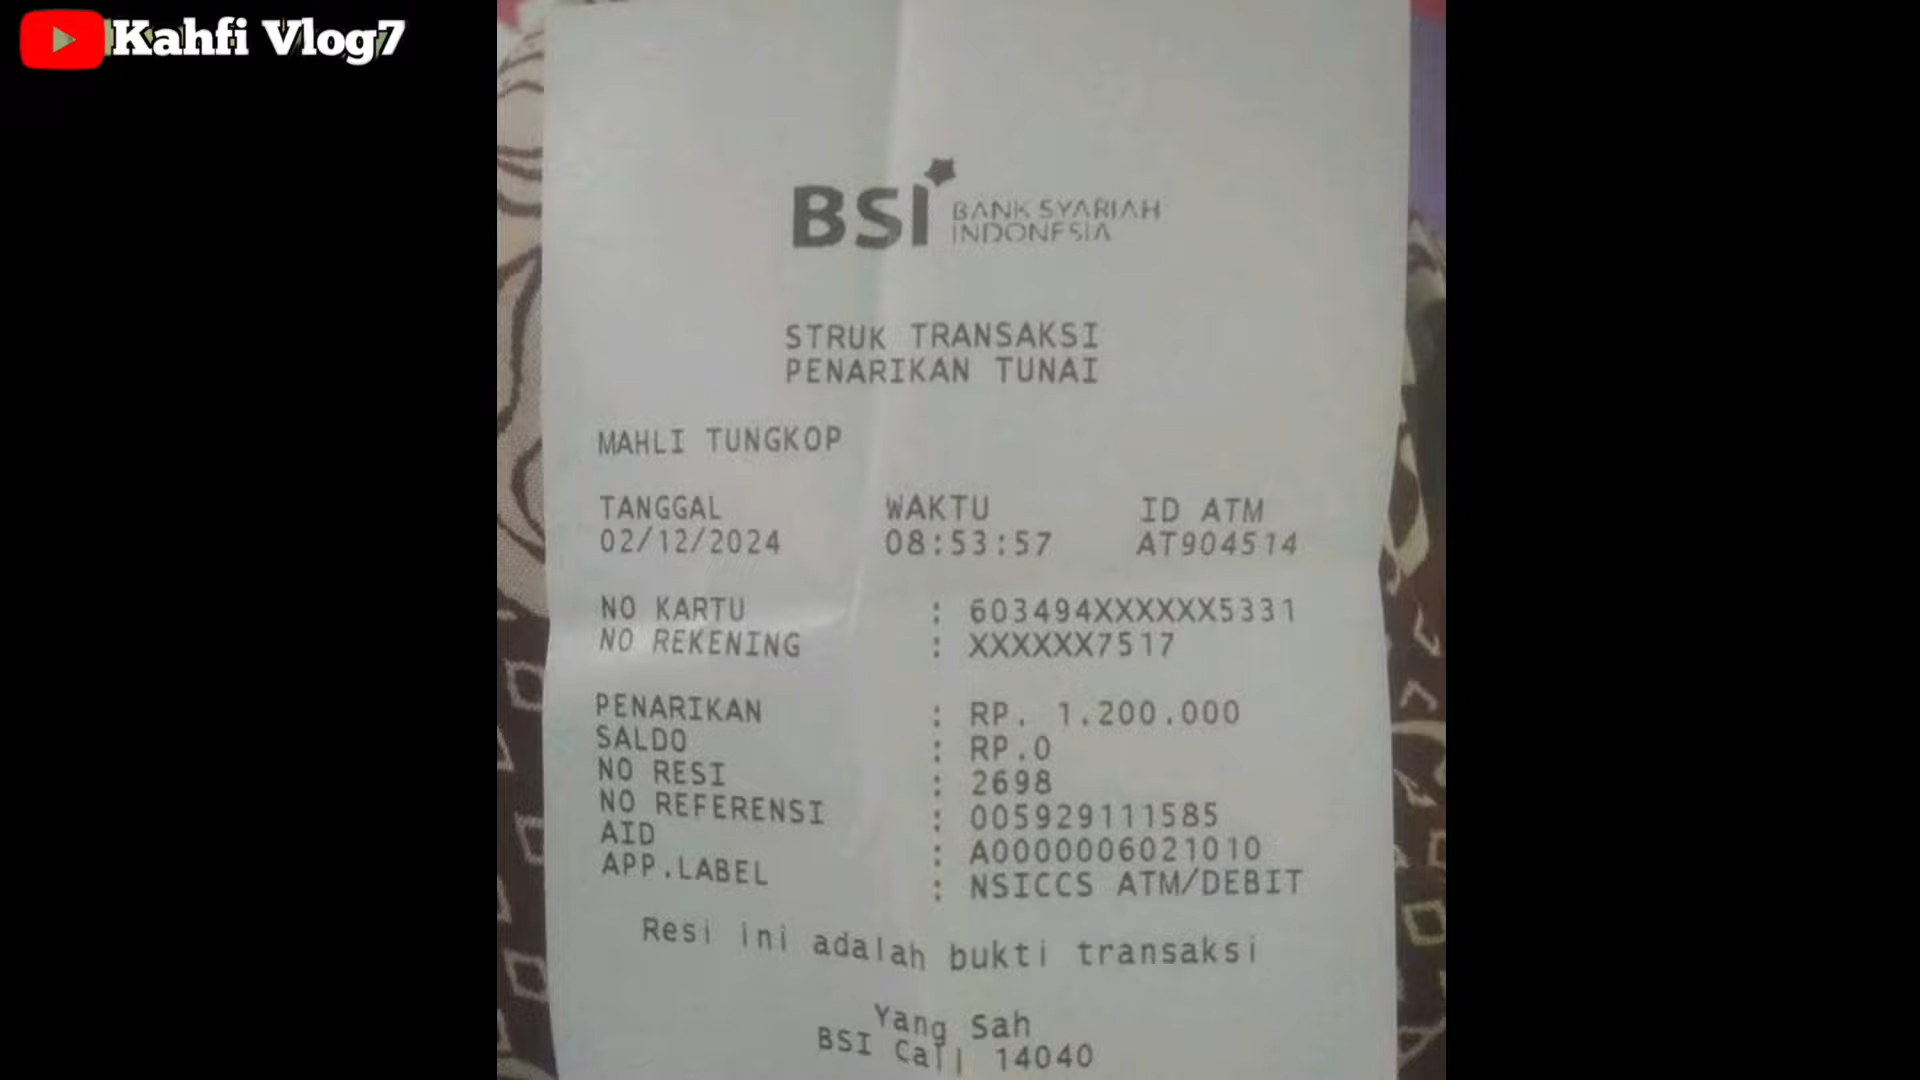 Kahfi Vlog7
BSI BANK SYARIAH
INDONESIA
STRUK TRANSAKSI
PENARIKAN TUNAI
MAHLI TUNGKOP
TANGGAL WAKTU ID ATM
02/12/2024 08:53:57 AT904514
NO KARTU : 603494XXXXXX5331
NO REKENING : XXXXXX7517
PENARIKAN : RP. 1.200.000
SALDO : RP.0
NO RESI : 2698
NO REFERENSI : 005929111585
AID : A0000006021010
APP.LABEL : NSICCS ATM/DEBIT
Resi ini adalah bukti transaksi
Yang Sah
BSI Call 14040